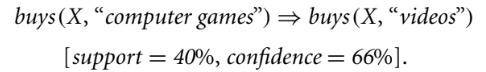 buys(X, “computer games”) ⇒ buys(X, “videos”)
[support = 40%, confidence = 66%].